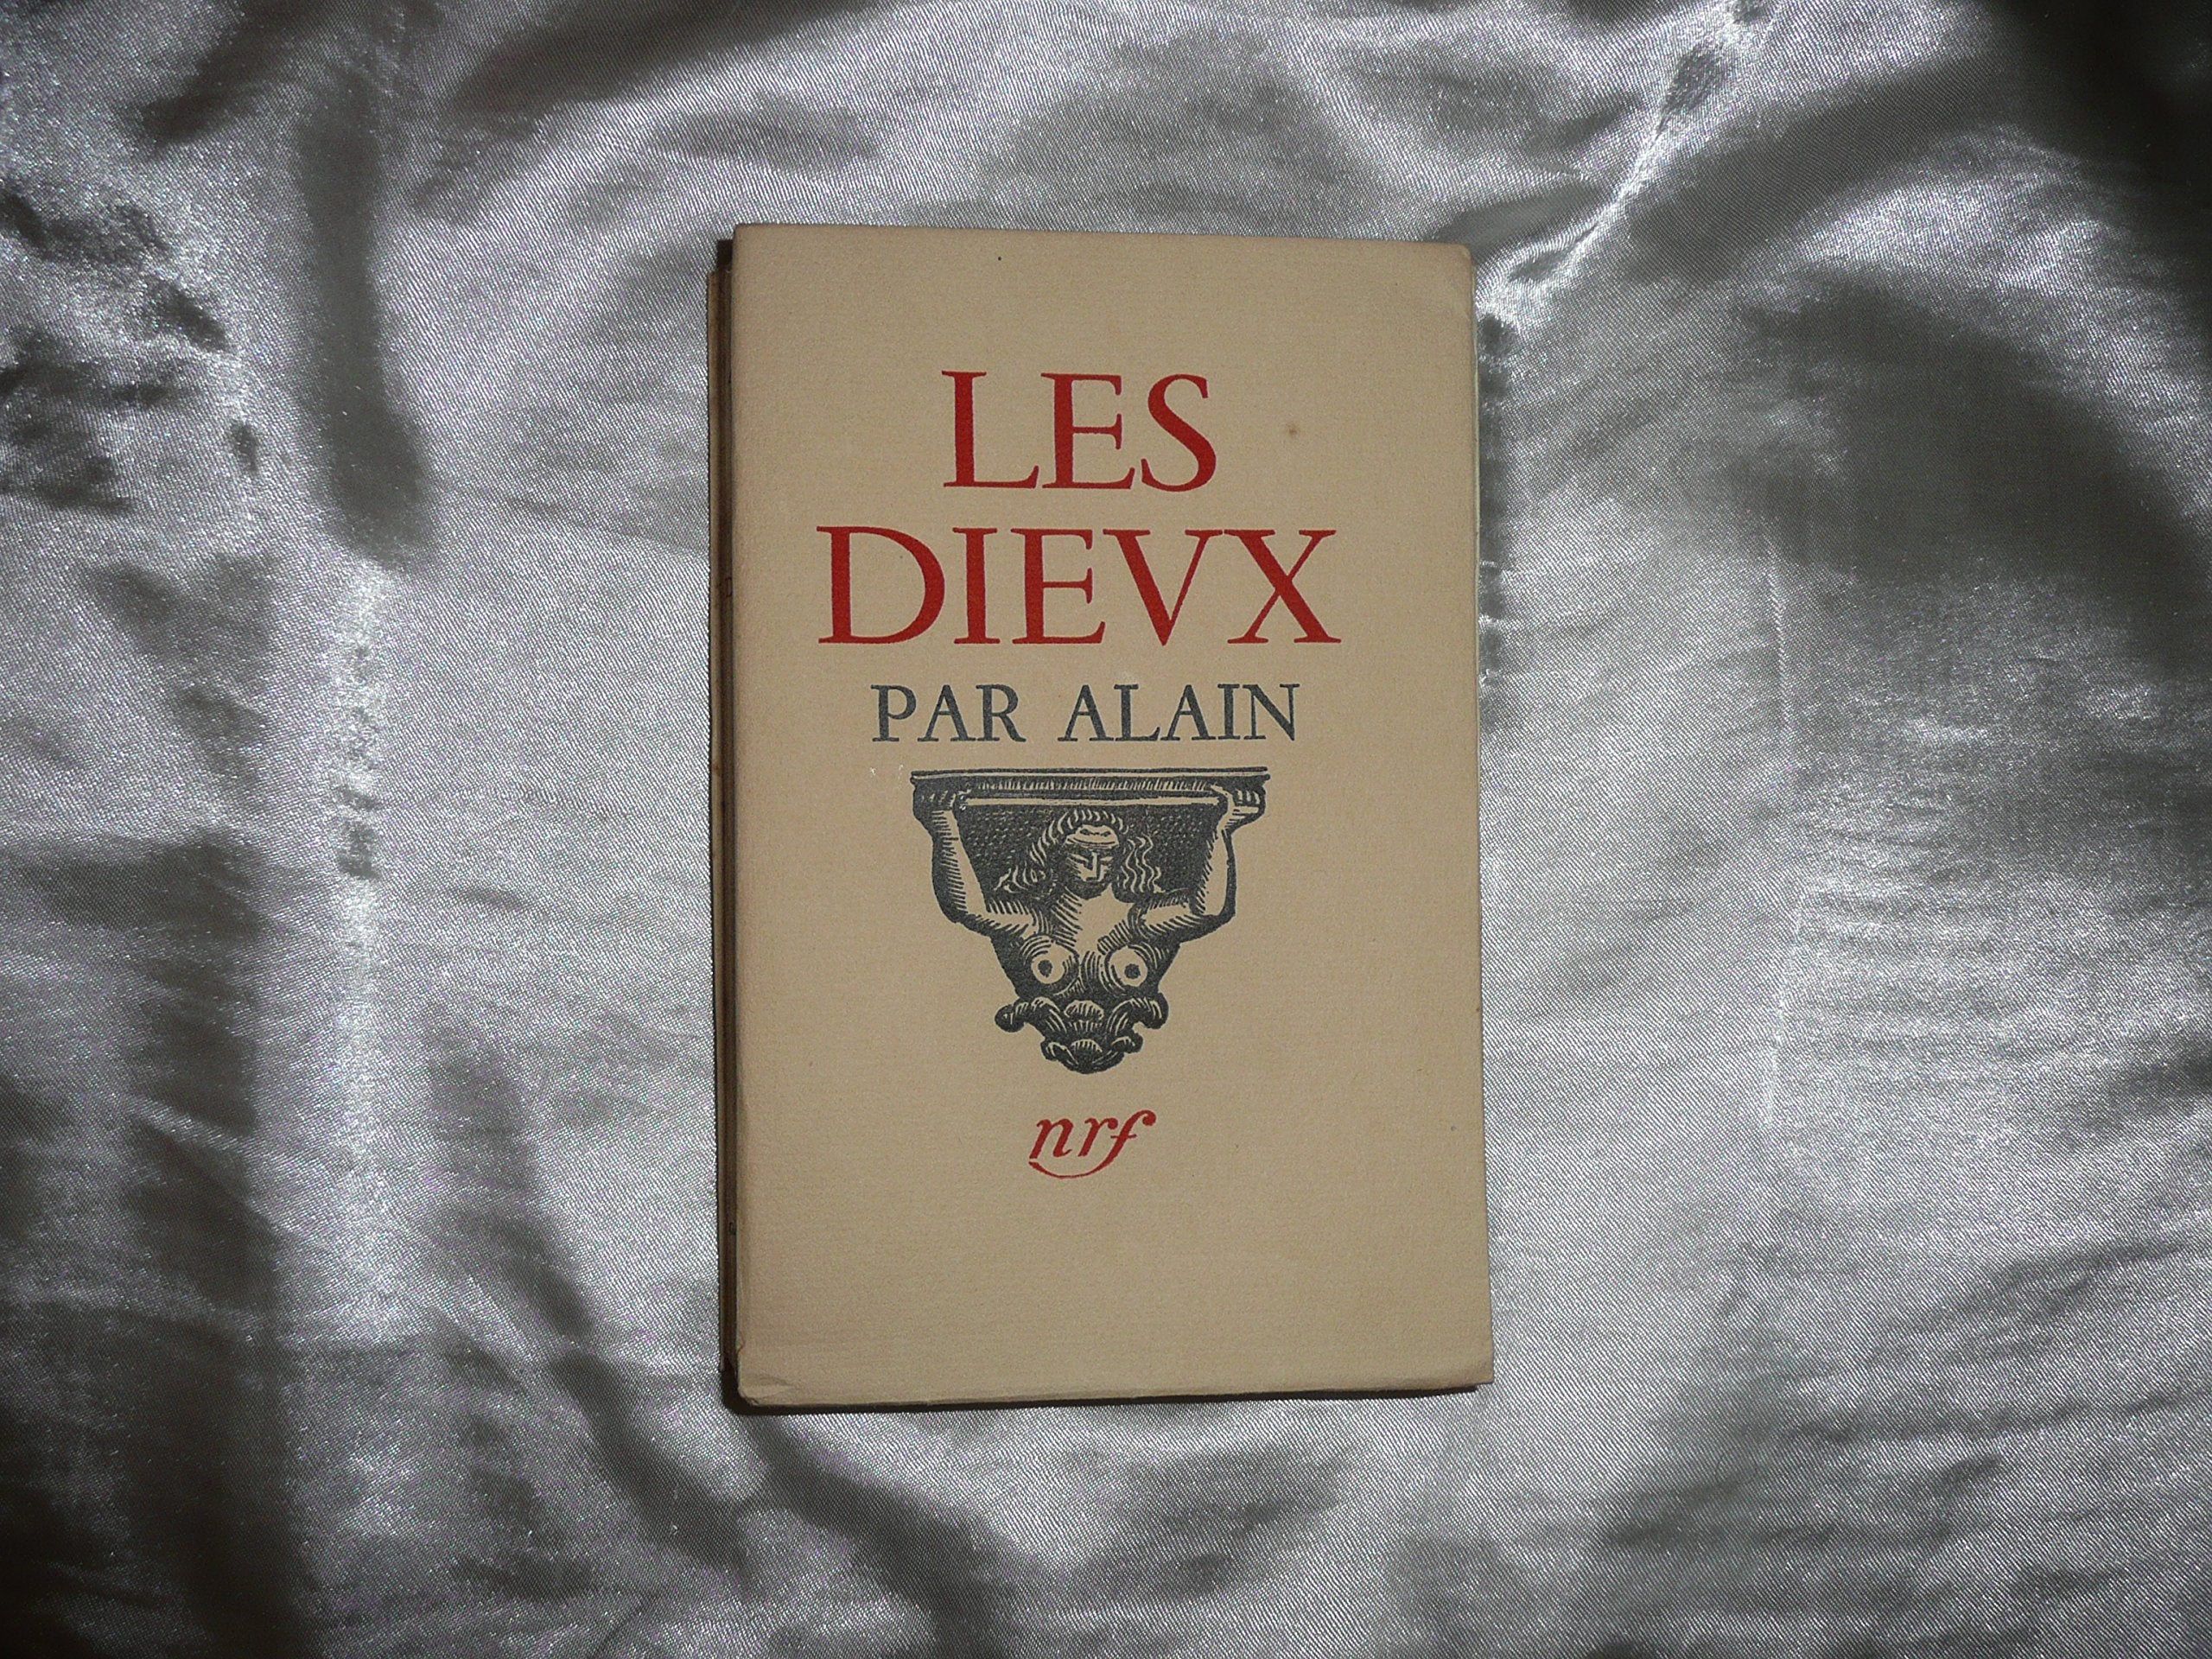 LES
DIEVX
PAR ALAIN
nrf